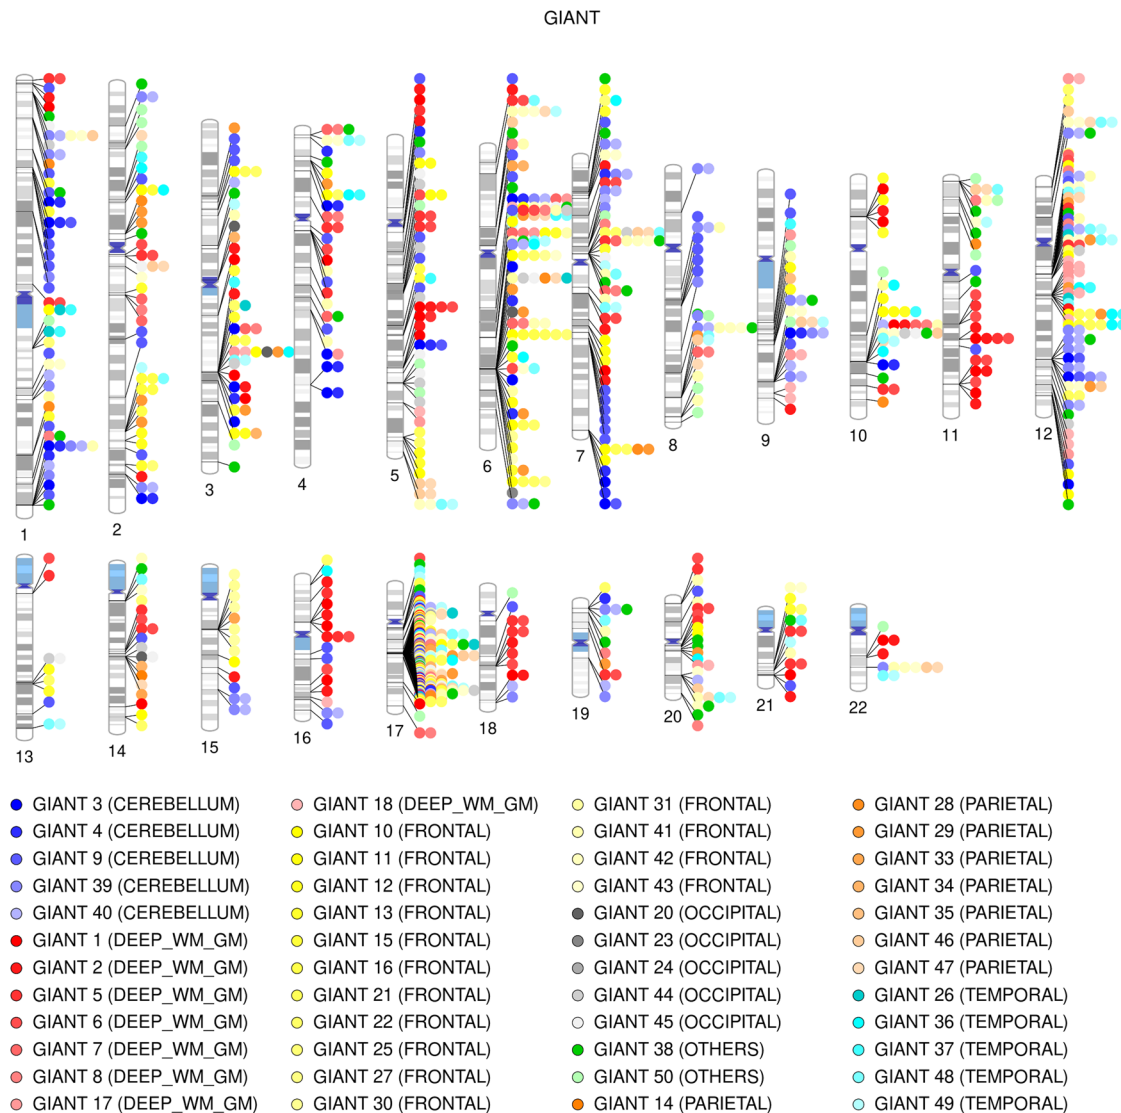 GIANT
1
2
3
4
5
6
7
8
9
10
11
12
13
14
15
16
17
18
19
20
21
22
GIANT 3 (CEREBELLUM)
GIANT 4 (CEREBELLUM)
GIANT 9 (CEREBELLUM)
GIANT 39 (CEREBELLUM)
GIANT 40 (CEREBELLUM)
GIANT 1 (DEEP_WM_GM)
GIANT 2 (DEEP_WM_GM)
GIANT 5 (DEEP_WM_GM)
GIANT 6 (DEEP_WM_GM)
GIANT 7 (DEEP_WM_GM)
GIANT 8 (DEEP_WM_GM)
GIANT 17 (DEEP_WM_GM)
GIANT 18 (DEEP_WM_GM)
GIANT 10 (FRONTAL)
GIANT 11 (FRONTAL)
GIANT 12 (FRONTAL)
GIANT 13 (FRONTAL)
GIANT 15 (FRONTAL)
GIANT 16 (FRONTAL)
GIANT 21 (FRONTAL)
GIANT 22 (FRONTAL)
GIANT 25 (FRONTAL)
GIANT 27 (FRONTAL)
GIANT 30 (FRONTAL)
GIANT 31 (FRONTAL)
GIANT 41 (FRONTAL)
GIANT 42 (FRONTAL)
GIANT 43 (FRONTAL)
GIANT 20 (OCCIPITAL)
GIANT 23 (OCCIPITAL)
GIANT 24 (OCCIPITAL)
GIANT 44 (OCCIPITAL)
GIANT 45 (OCCIPITAL)
GIANT 38 (OTHERS)
GIANT 50 (OTHERS)
GIANT 14 (PARIETAL)
GIANT 28 (PARIETAL)
GIANT 29 (PARIETAL)
GIANT 33 (PARIETAL)
GIANT 34 (PARIETAL)
GIANT 35 (PARIETAL)
GIANT 46 (PARIETAL)
GIANT 47 (PARIETAL)
GIANT 26 (TEMPORAL)
GIANT 36 (TEMPORAL)
GIANT 37 (TEMPORAL)
GIANT 48 (TEMPORAL)
GIANT 49 (TEMPORAL)